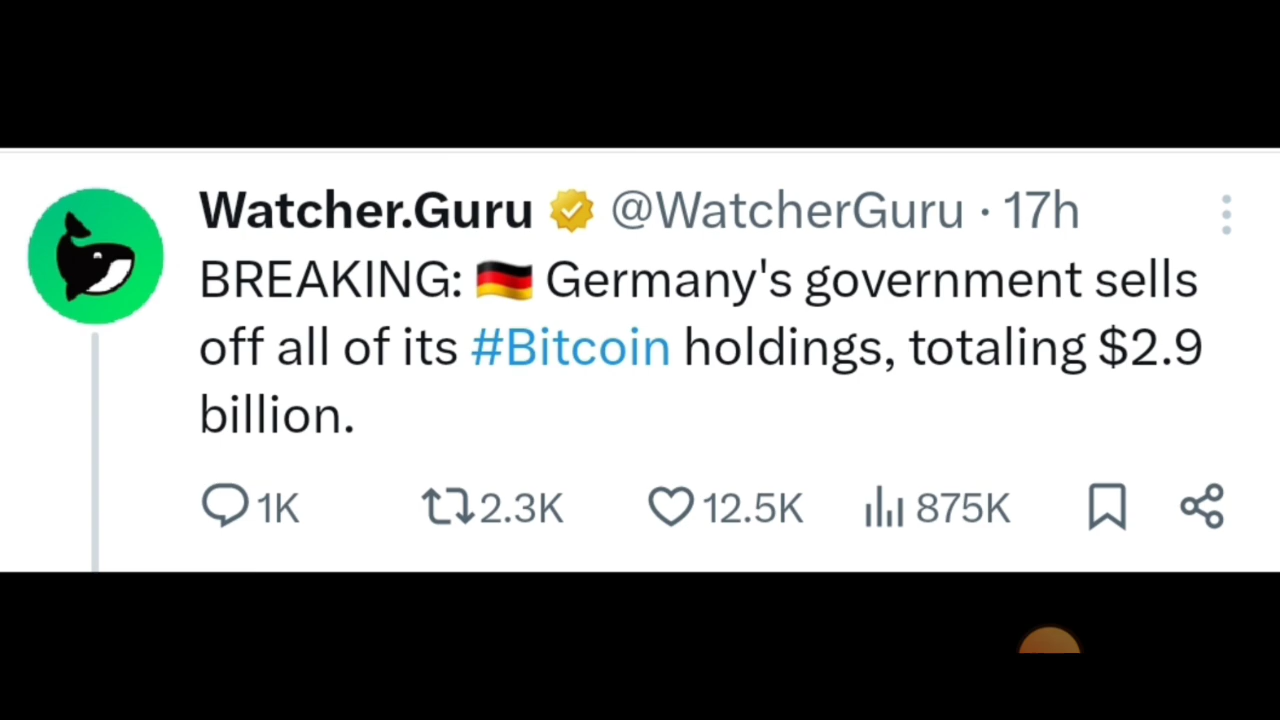 Watcher.Guru @WatcherGuru · 17h
BREAKING: 🇩🇪 Germany's government sells
off all of its #Bitcoin holdings, totaling $2.9
billion.
1K 2.3K 12.5K 875K